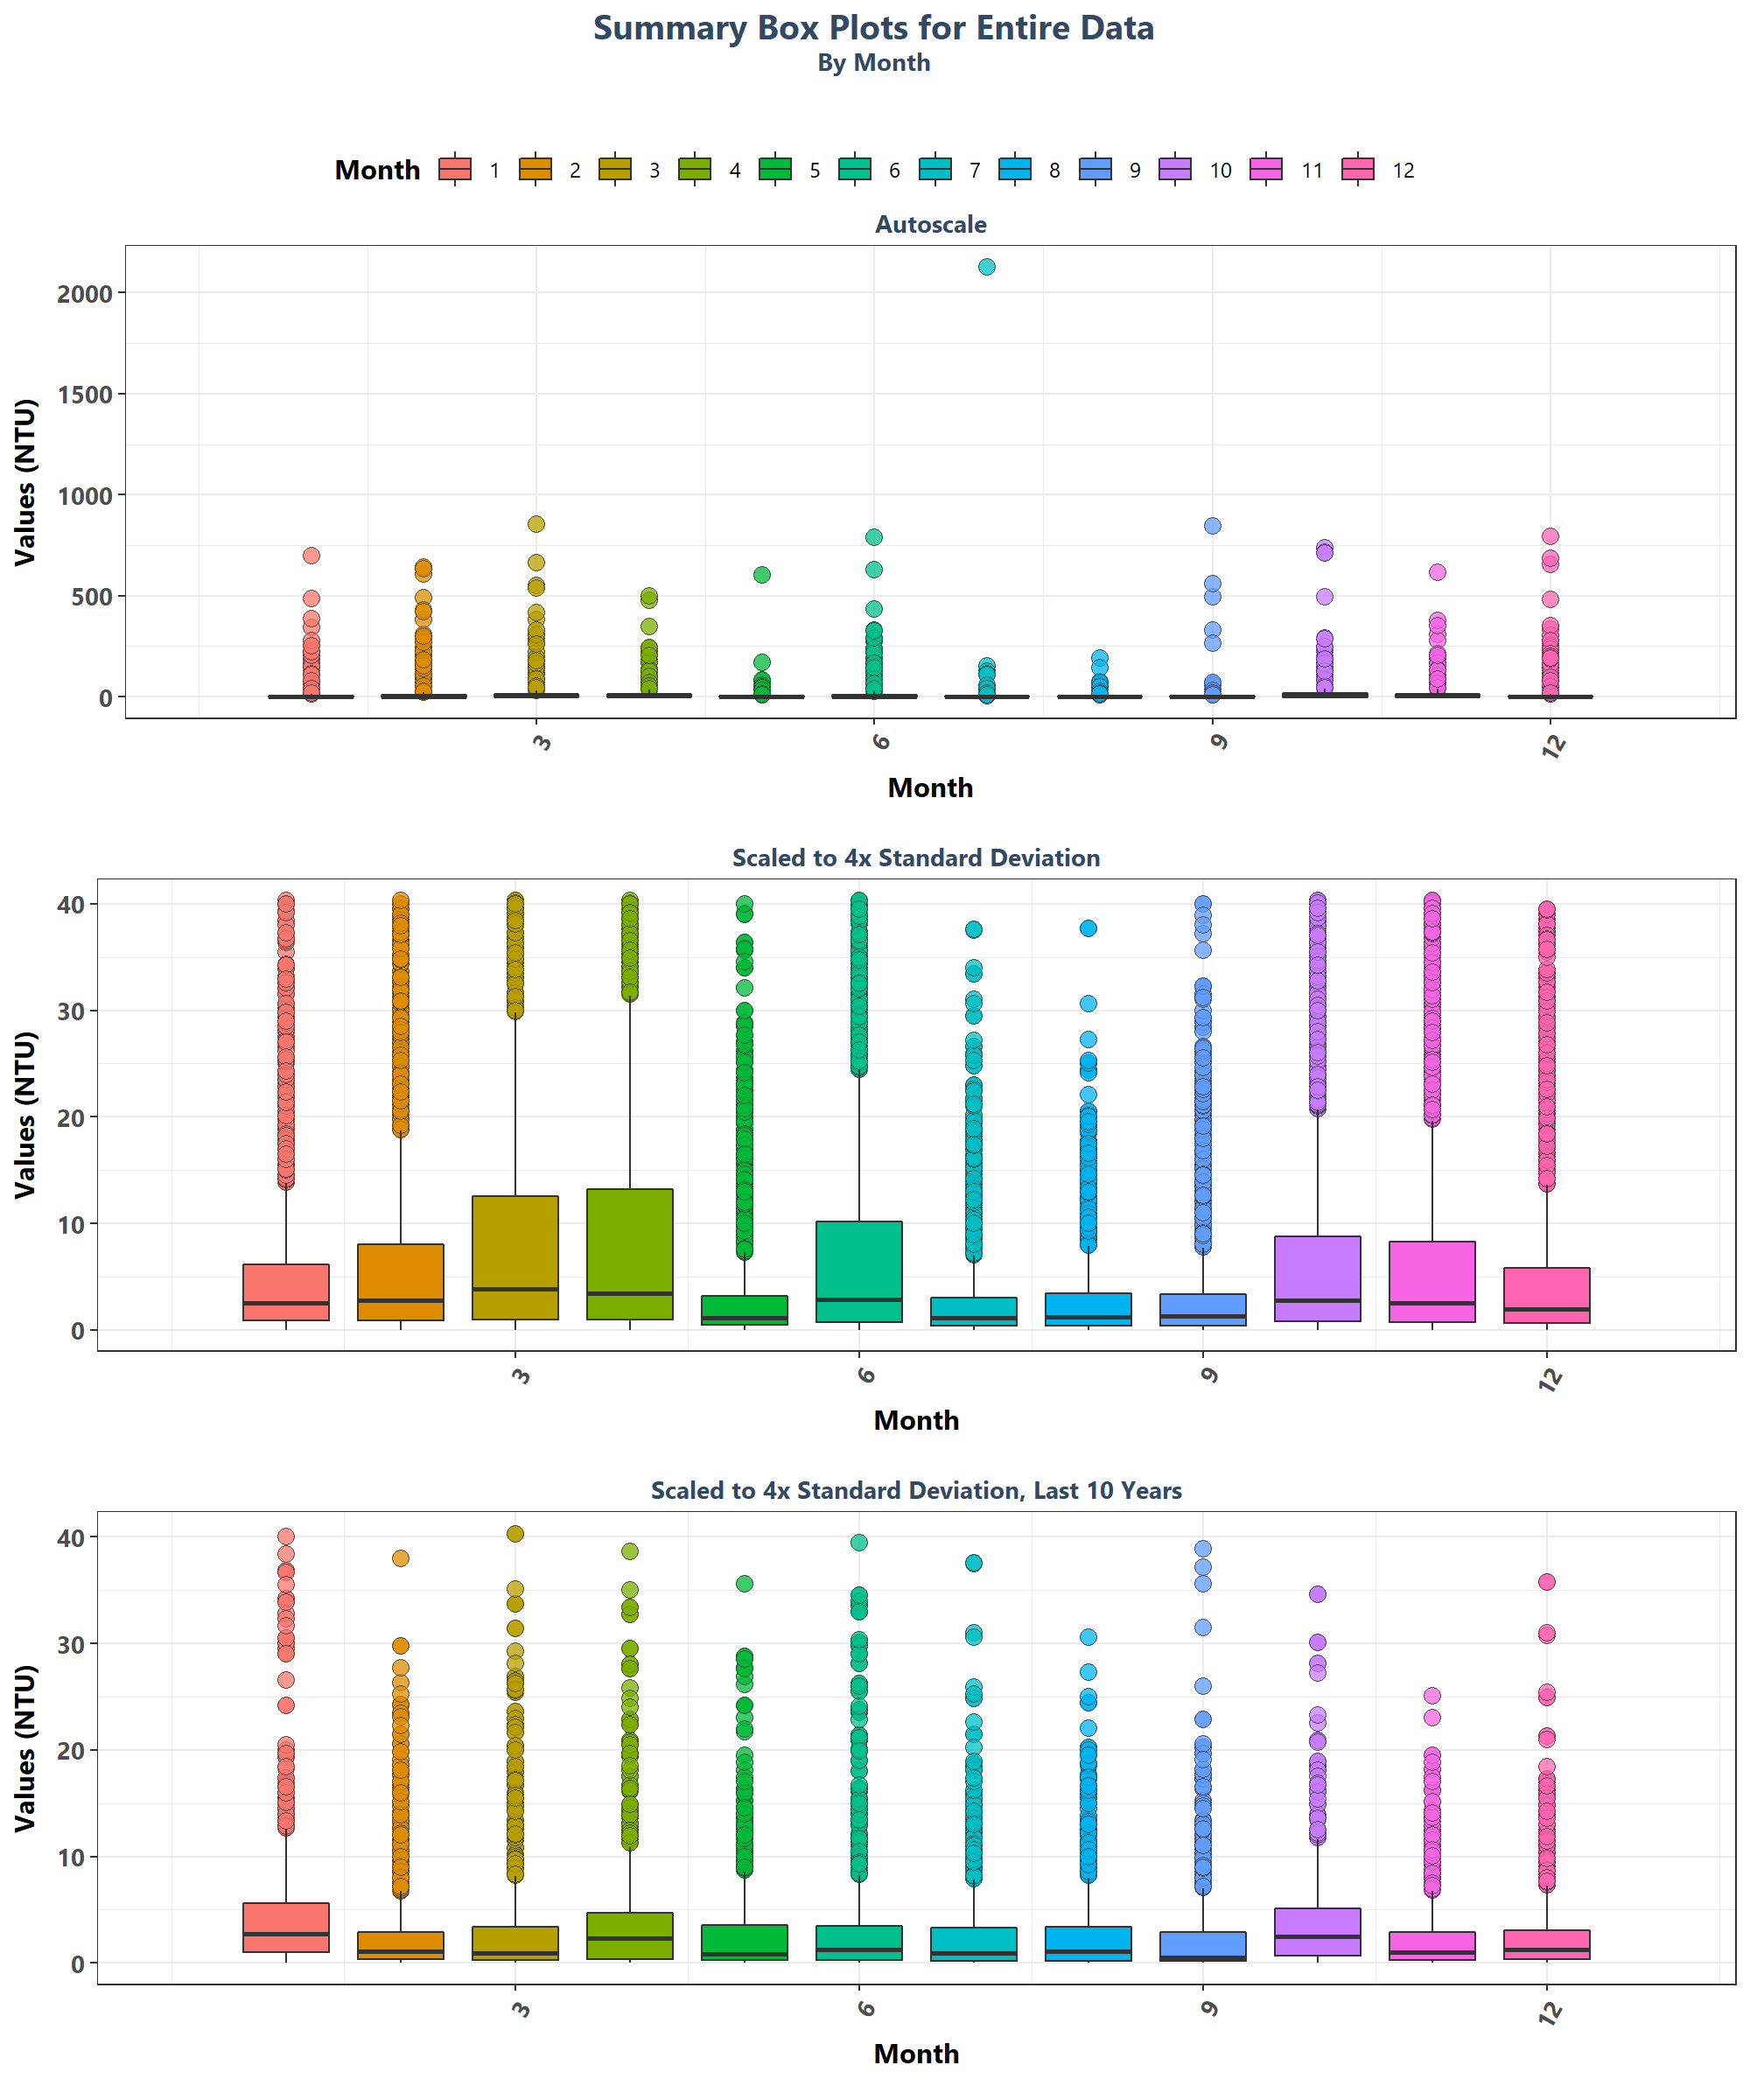 Summary Box Plots for Entire Data
By Month
Month 1 2 3 4 5 6 7 8 9 10 11 12
Autoscale
Values (NTU)
2000
1500
1000
500
0
3 6 9 12
Month
Scaled to 4x Standard Deviation
Values (NTU)
40
30
20
10
0
3 6 9 12
Month
Scaled to 4x Standard Deviation, Last 10 Years
Values (NTU)
40
30
20
10
0
3 6 9 12
Month